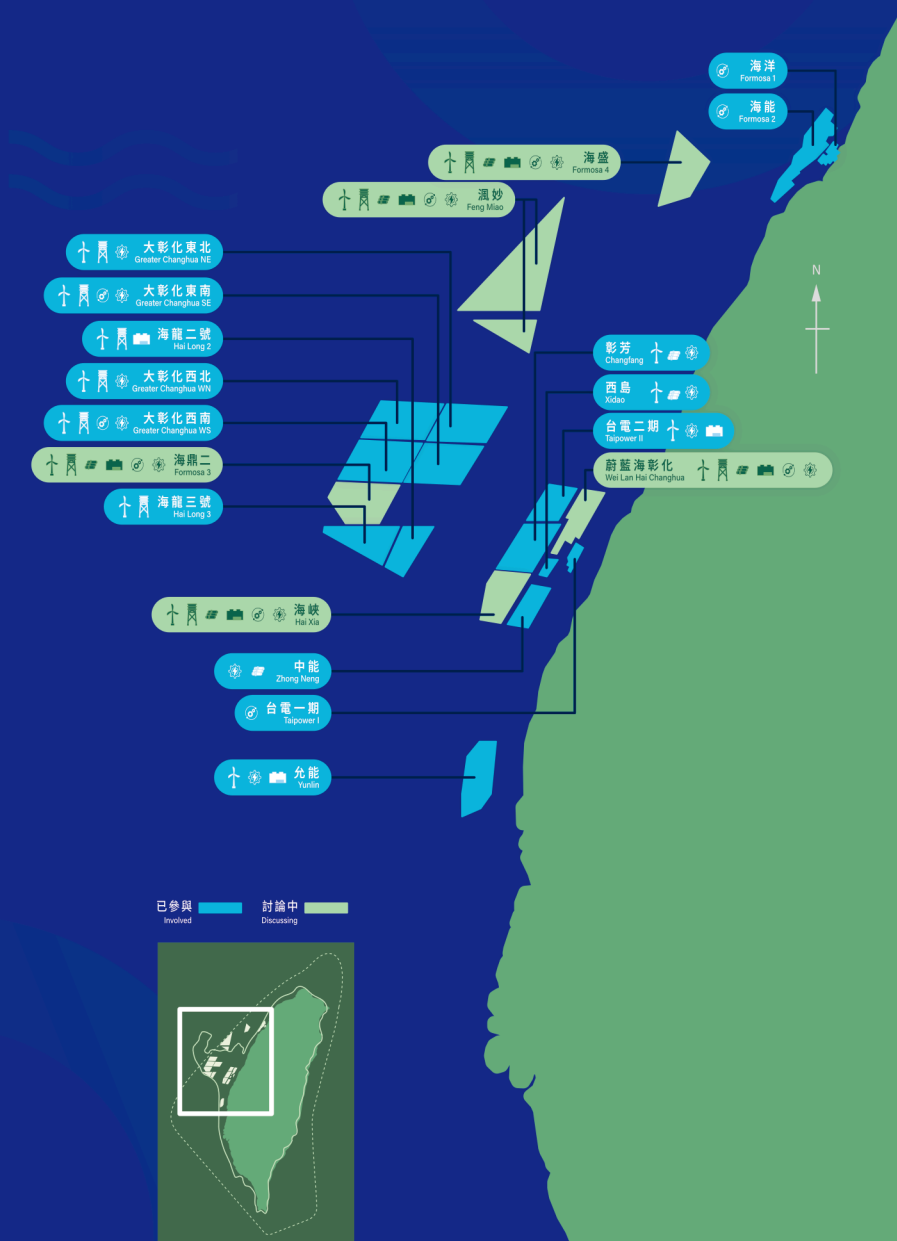 海洋
Formosa 1
海能
Formosa 2
海盛
Formosa 4
渢妙
Feng Miao
大彰化東北
Greater Changhua NE
大彰化東南
Greater Changhua SE
海龍二號
Hai Long 2
大彰化西北
Greater Changhua WN
大彰化西南
Greater Changhua WS
海鼎二
Formosa 3
海龍三號
Hai Long 3
N
彰芳
Changfang
西島
Xidao
台電二期
Taipower II
蔚藍海彰化
Wei Lan Hai Changhua
海峽
Hai Xia
中能
Zhong Neng
台電一期
Taipower I
允能
Yunlin
已參與
Involved
討論中
Discussing